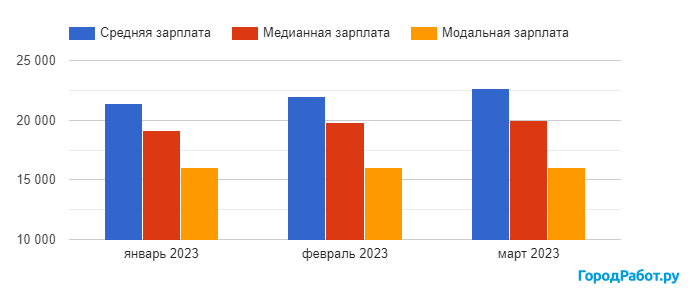 Средняя зарплата Медианная зарплата Модальная зарплата
25 000
20 000
15 000
10 000
январь 2023 февраль 2023 март 2023
ГородРабот.ру